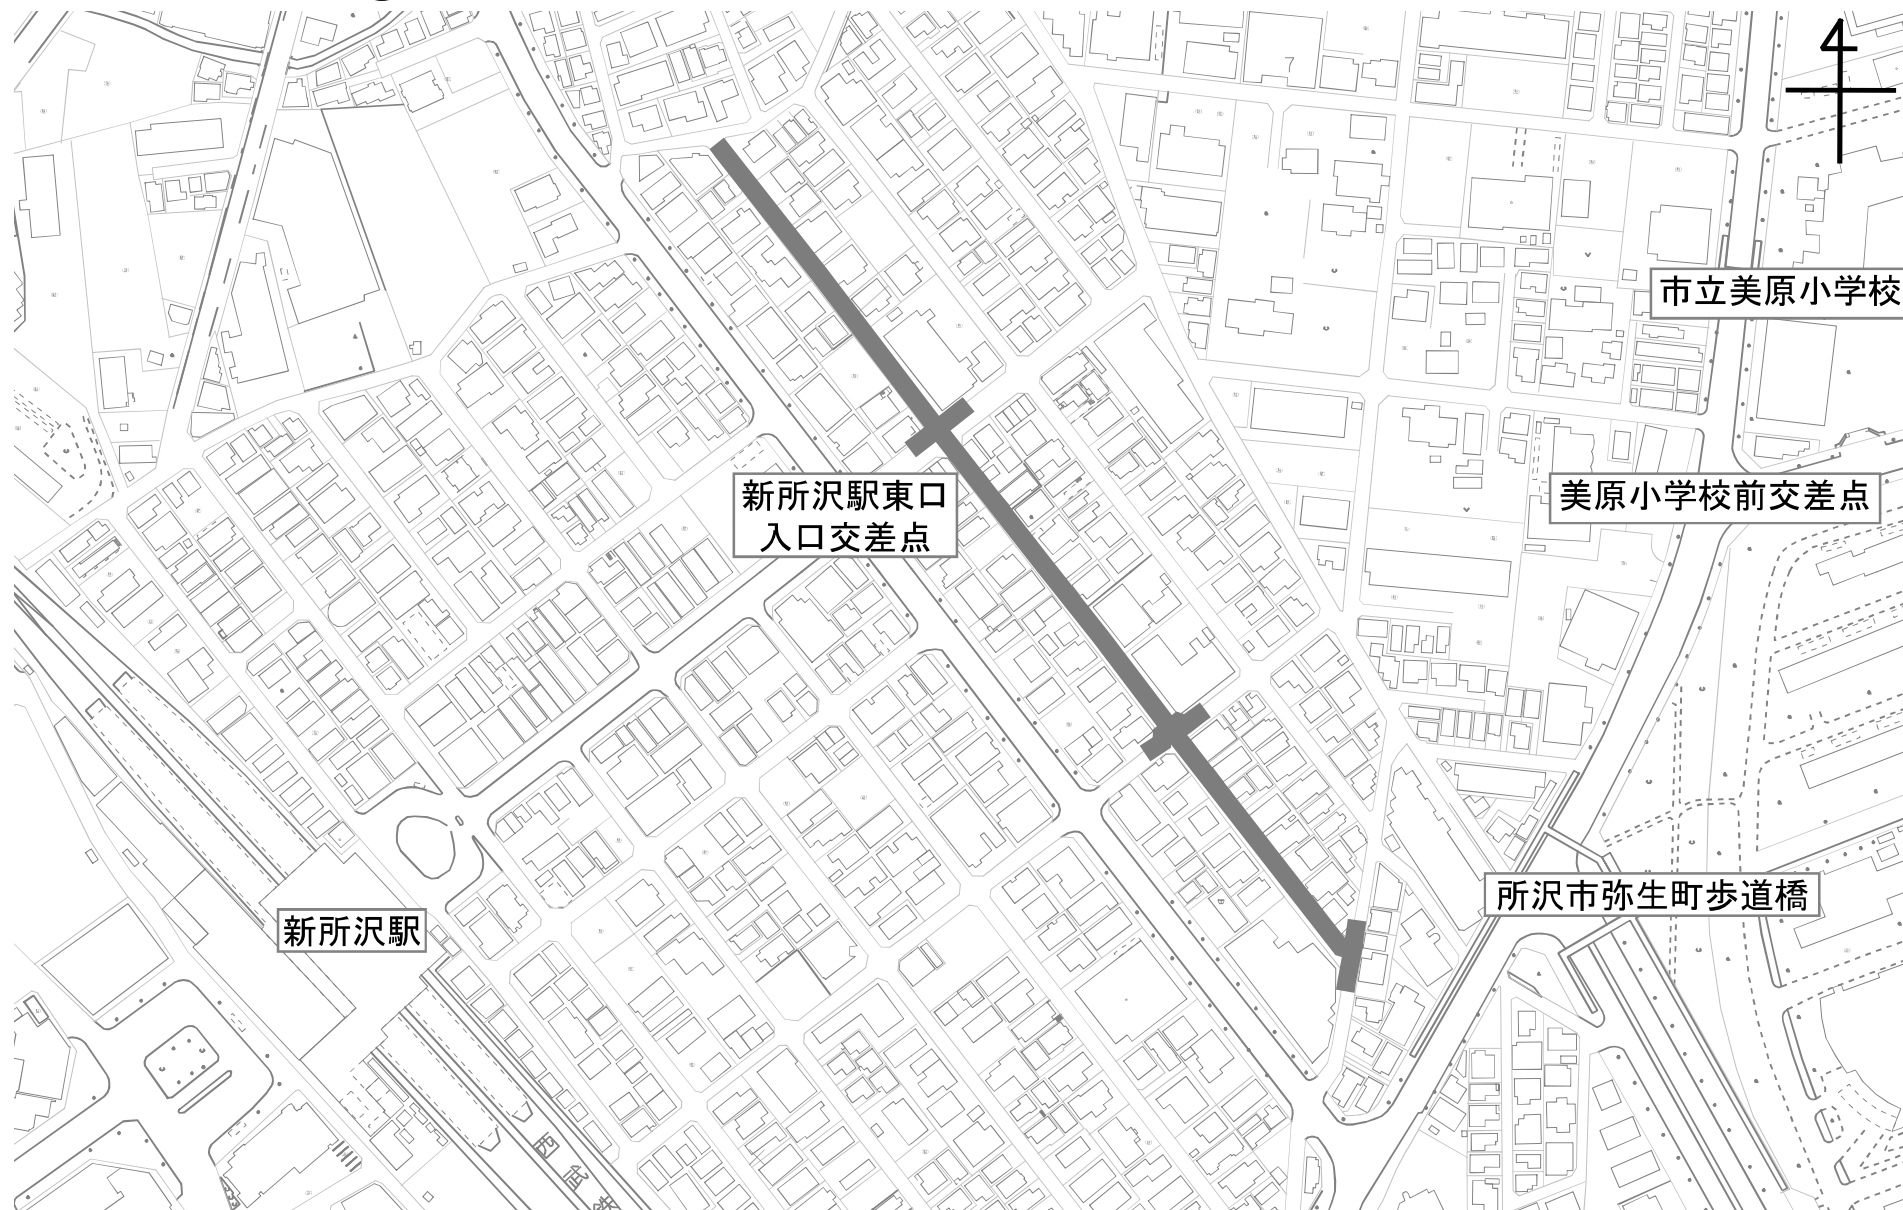 市立美原小学校
新所沢駅東口
入口交差点
美原小学校前交差点
所沢市弥生町歩道橋
新所沢駅
西武